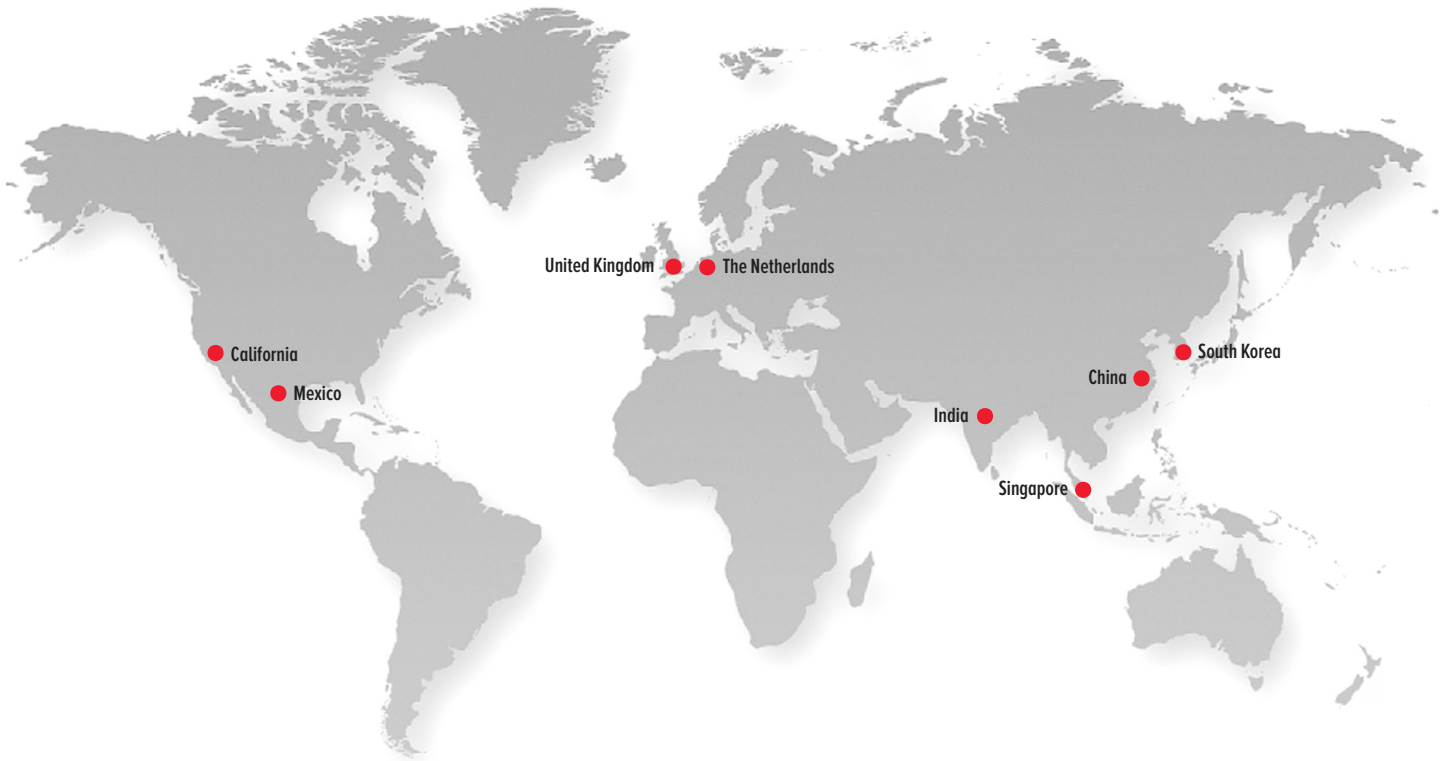 United Kingdom
The Netherlands
California
South Korea
China
Mexico
India
Singapore